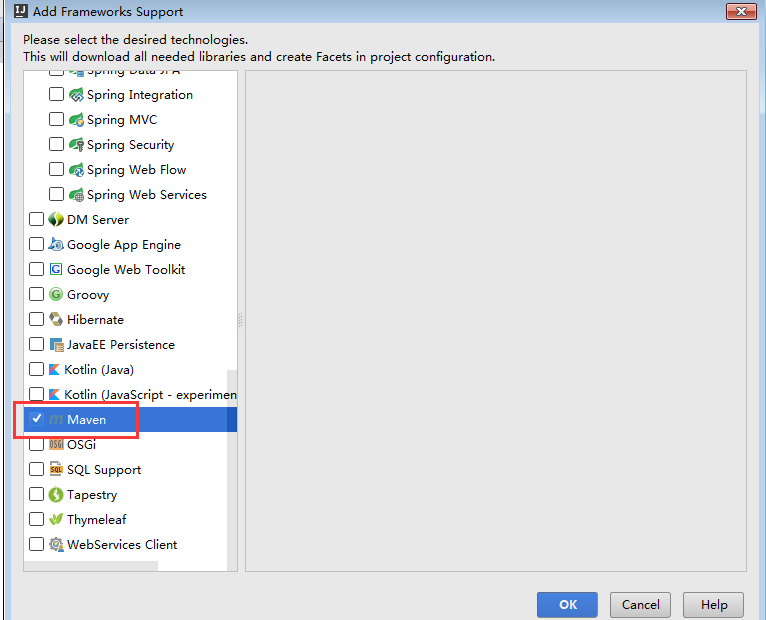 Add Frameworks Support
Please select the desired technologies.
This will download all needed libraries and create Facets in project configuration.
Spring Data JPA
Spring Integration
Spring MVC
Spring Security
Spring Web Flow
Spring Web Services
DM Server
Google App Engine
Google Web Toolkit
Groovy
Hibernate
JavaEE Persistence
Kotlin (Java)
Kotlin (JavaScript - experimen
Maven
OSGi
SQL Support
Tapestry
Thymeleaf
WebServices Client
OK
Cancel
Help